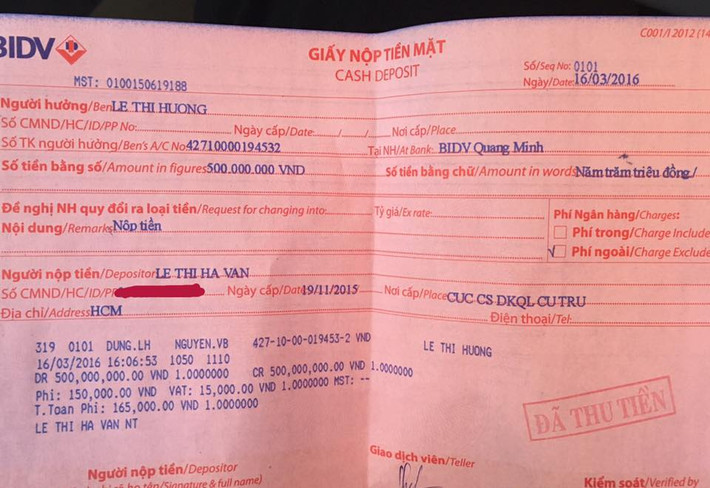 BIDV
C001/I 2012 (14
GIẤY NỘP TIỀN MẶT
CASH DEPOSIT
MST: 0100150619188
Số/Seq No: 0101
Ngày/Date: 16/03/2016
Người hưởng/Ben LE THI HUONG
Số CMND/HC/ID/PP No: Ngày cấp/Date / / Nơi cấp/Place
Số TK người hưởng/Ben's A/C No 42710000194532 Tại NH/At Bank: BIDV Quang Minh
Số tiền bằng số/Amount in figures 500.000.000 VND Số tiền bằng chữ/Amount in words Năm trăm triệu đồng/
Đề nghị NH quy đổi ra loại tiền/Request for changing into: Tỷ giá/Ex rate: Phí Ngân hàng/Charges:
Nội dung/Remarks Nộp tiền
Phí trong/Charge Include
Phí ngoài/Charge Exclude
Người nộp tiền/Depositor LE THI HA VAN
Số CMND/HC/ID/PP Ngày cấp/Dat 19/11/2015 Nơi cấp/Place CUC CS DKQL CU TRU
Địa chỉ/Address HCM Điện thoại/Tel:
319 0101 DUNG.LH NGUYEN.VB 427-10-00-019453-2 VND LE THI HUONG
16/03/2016 16:06:53 1050 1110
DR 500,000,000.00 VND 1.0000000 CR 500,000,000.00 VND 1.0000000
Phi: 150,000.00 VND VAT: 15,000.00 VND 1.0000000 MST: --
T.Toan Phi: 165,000.00 VND 1.0000000
LE THI HA VAN NT
ĐÃ THU TIỀN
Người nộp tiền/Depositor Giao dịch viên/Teller Kiểm soát/Verified by
họ tên/Signature & full name)